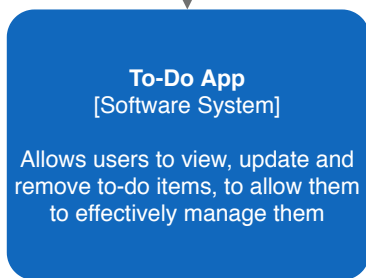 To-Do App
[Software System]
Allows users to view, update and
remove to-do items, to allow them
to effectively manage them